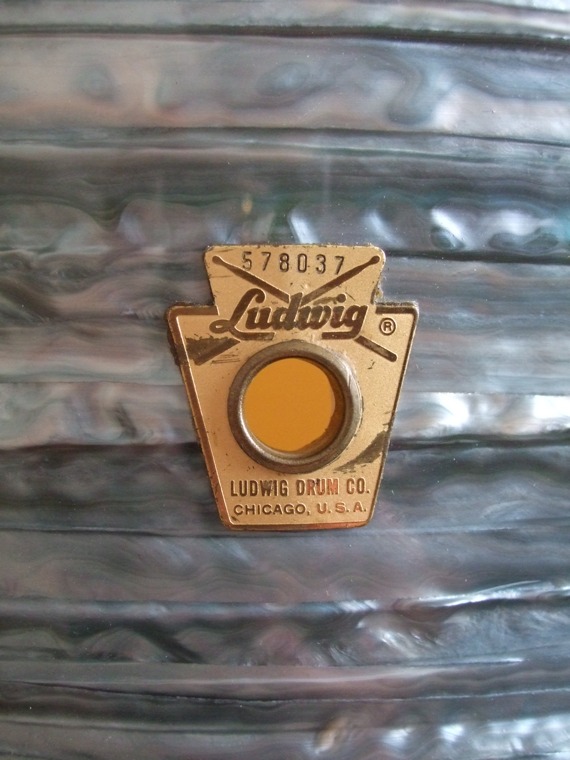 578037
Ludwig ®
LUDWIG DRUM CO.
CHICAGO, U.S.A.